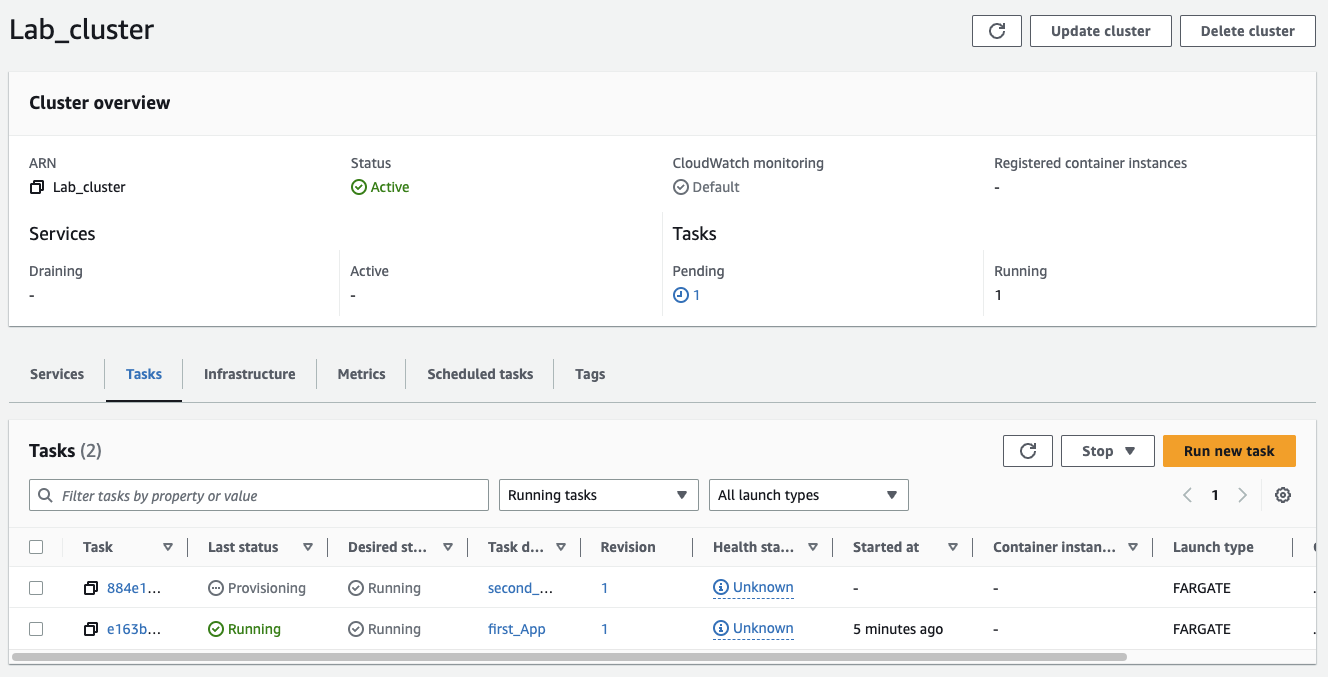 Lab_cluster
Update cluster
Delete cluster
Cluster overview
ARN Status CloudWatch monitoring Registered container instances
Lab_cluster Active Default -
Services Tasks
Draining Active Pending Running
- - 1 1
Services Tasks Infrastructure Metrics Scheduled tasks Tags
Tasks (2) Stop Run new task
Filter tasks by property or value Running tasks All launch types 1
Task Last status Desired st... Task d... Revision Health sta... Started at Container instan... Launch type
884e1... Provisioning Running second_... 1 Unknown - - FARGATE
e163b... Running Running first_App 1 Unknown 5 minutes ago - FARGATE